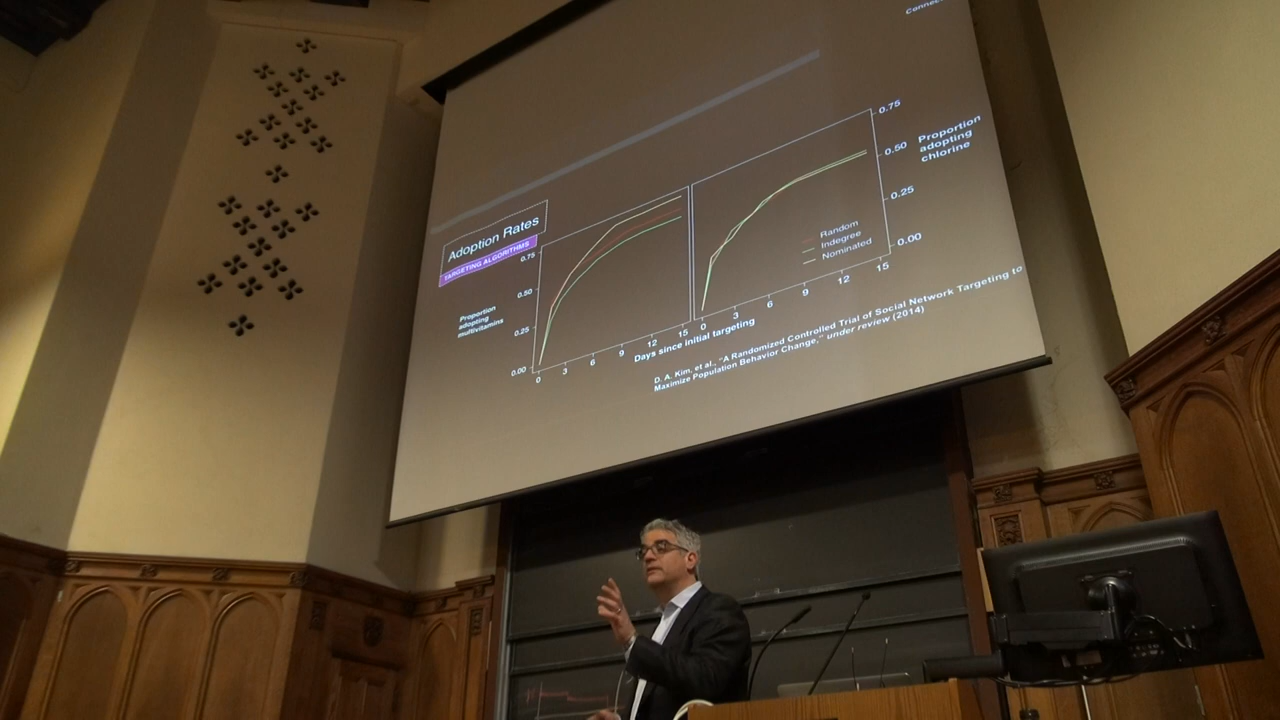 Connec
Adoption Rates
TARGETING ALGORITHMS
Proportion
adopting
multivitamins
0.75
0.50
0.25
0.00
0 3 6 9 12 15
0 3 6 9 12 15
Days since initial targeting
Random
Indegree
Nominated
0.75
0.50
0.25
0.00
Proportion
adopting
chlorine
D. A. Kim, et al., "A Randomized Controlled Trial of Social Network Targeting to
Maximize Population Behavior Change," under review (2014)